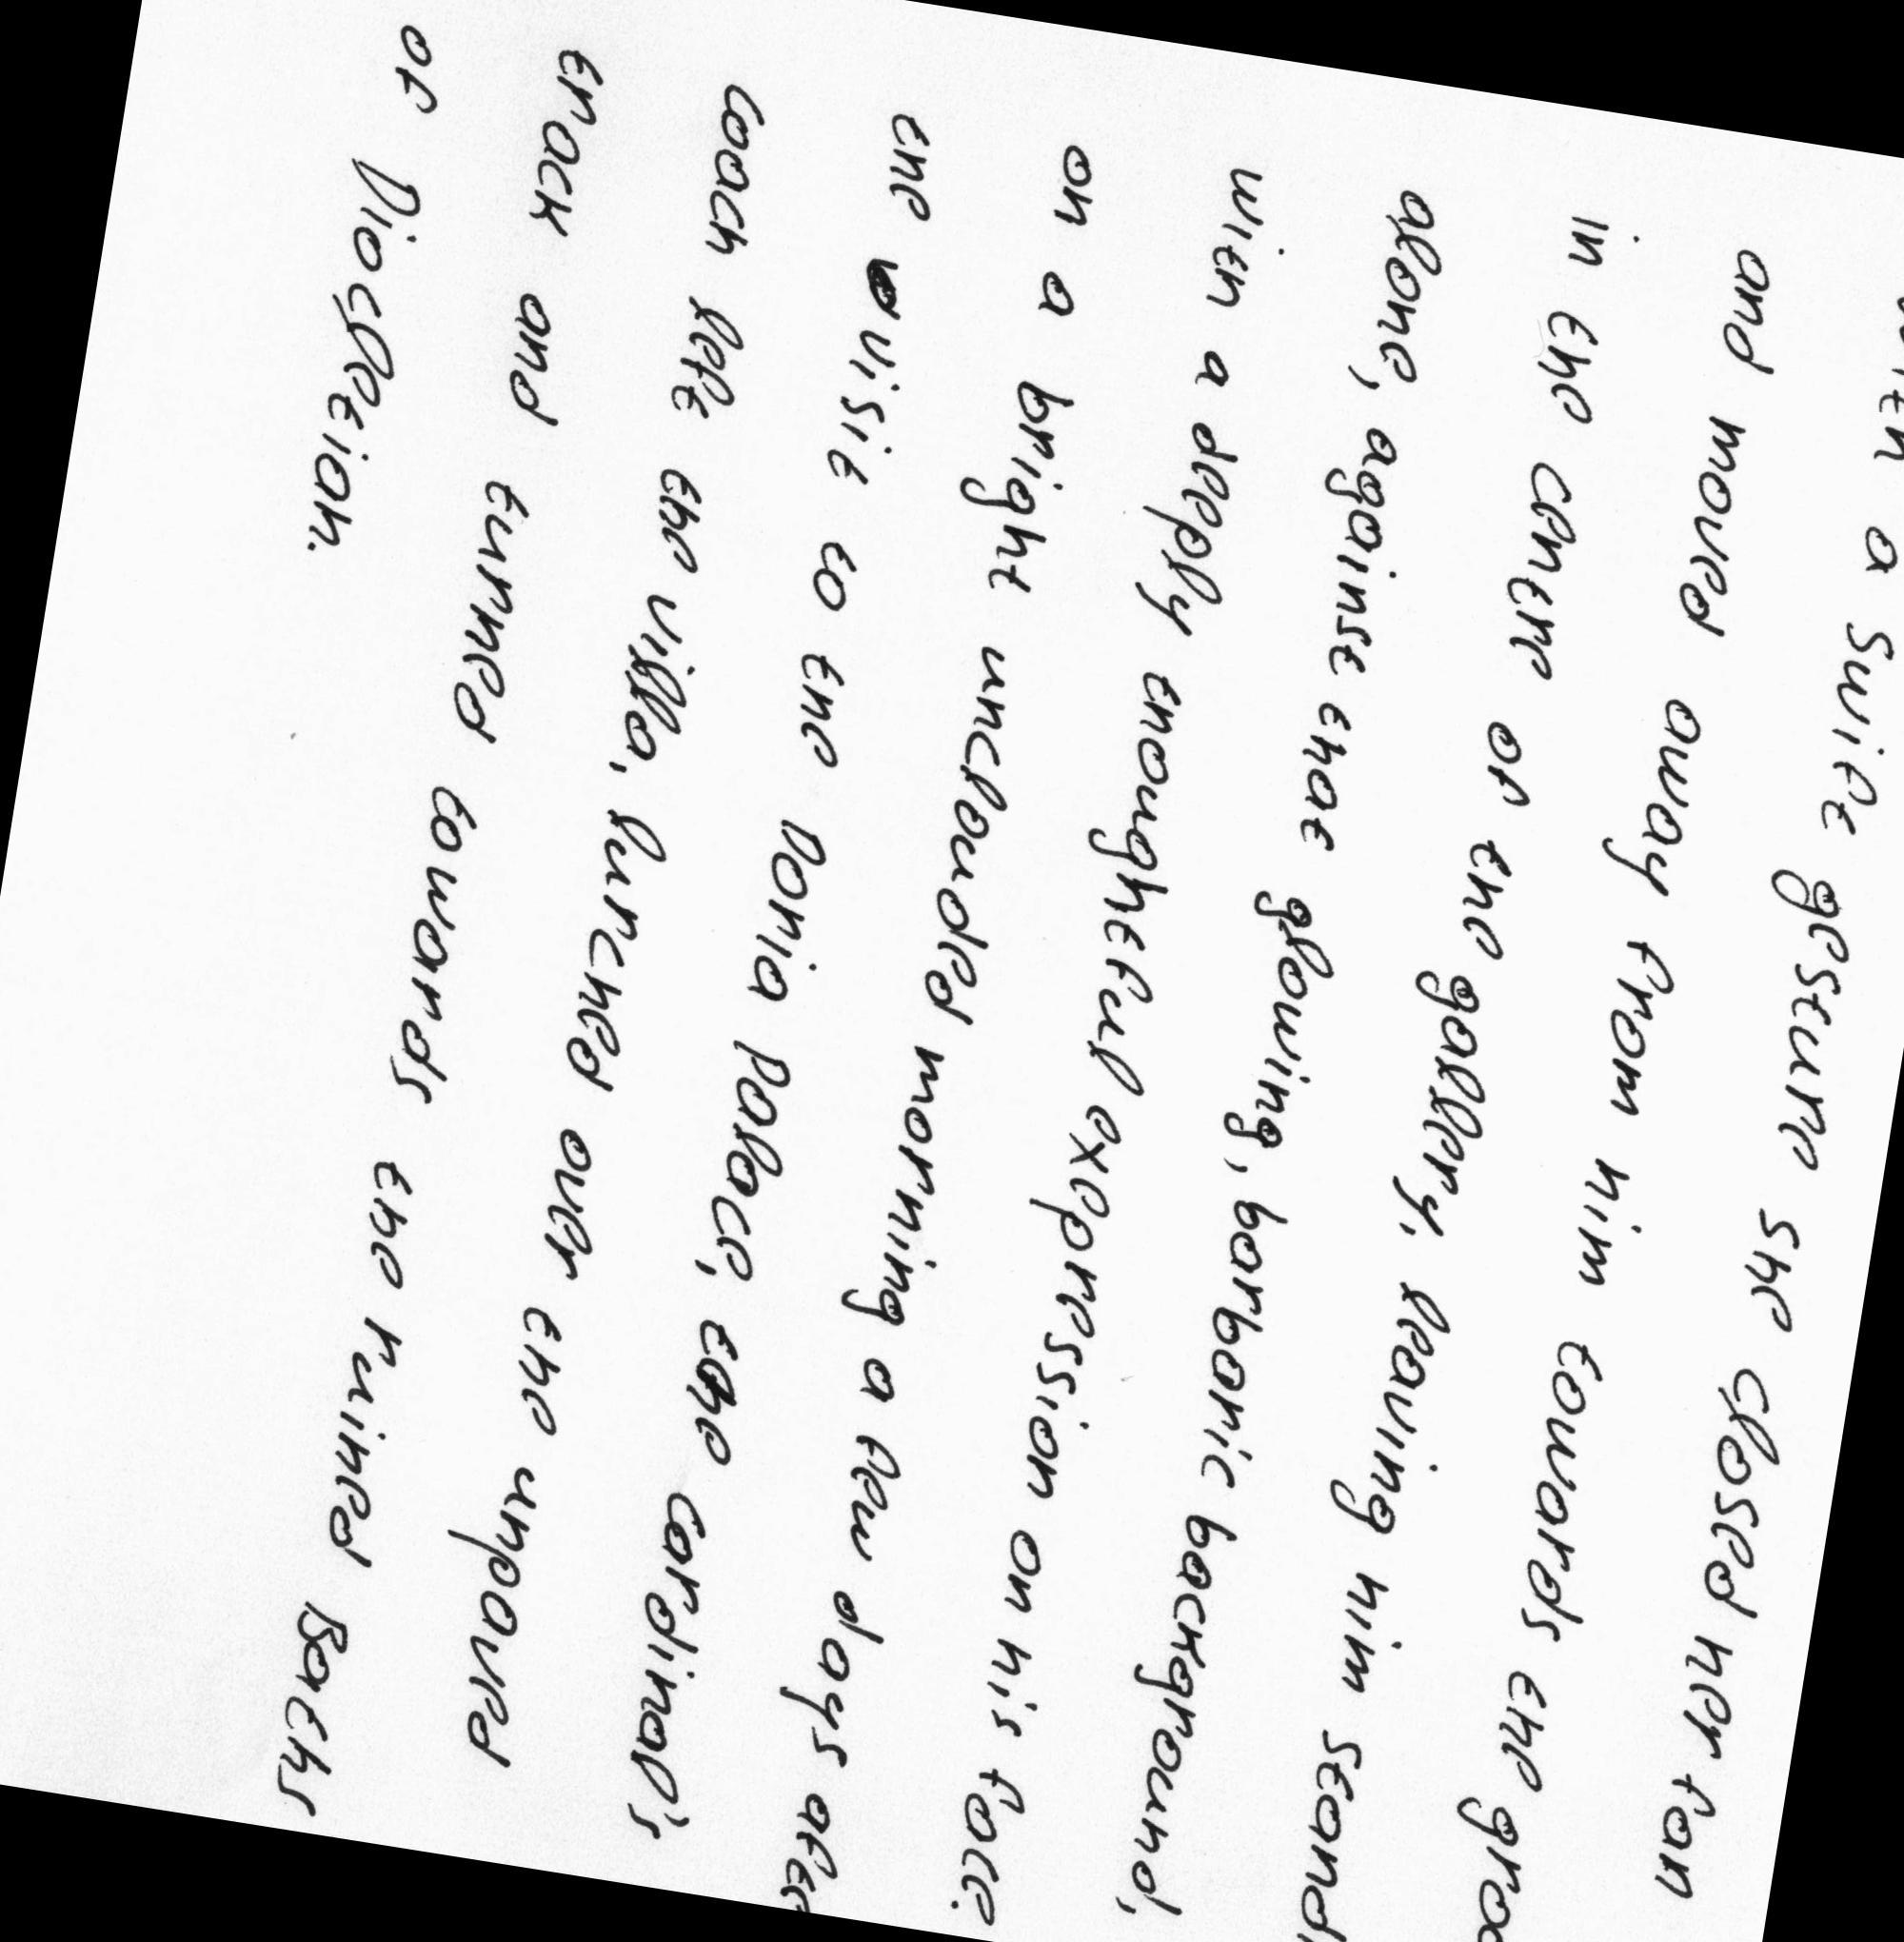 with a swift gesture she closed her fan
and moved away from him towards the grou
in the centre of the gallery, leaving him stand
alone, against that glowing, barbaric background,
with a deeply thoughtful expression on his face.
on a bright unclouded morning a few days after
the visit to the Doria Palace, the cardinal's
coach left the villa, lurched over the unpaved
track and turned towards the ruined Baths
of Diocletian.